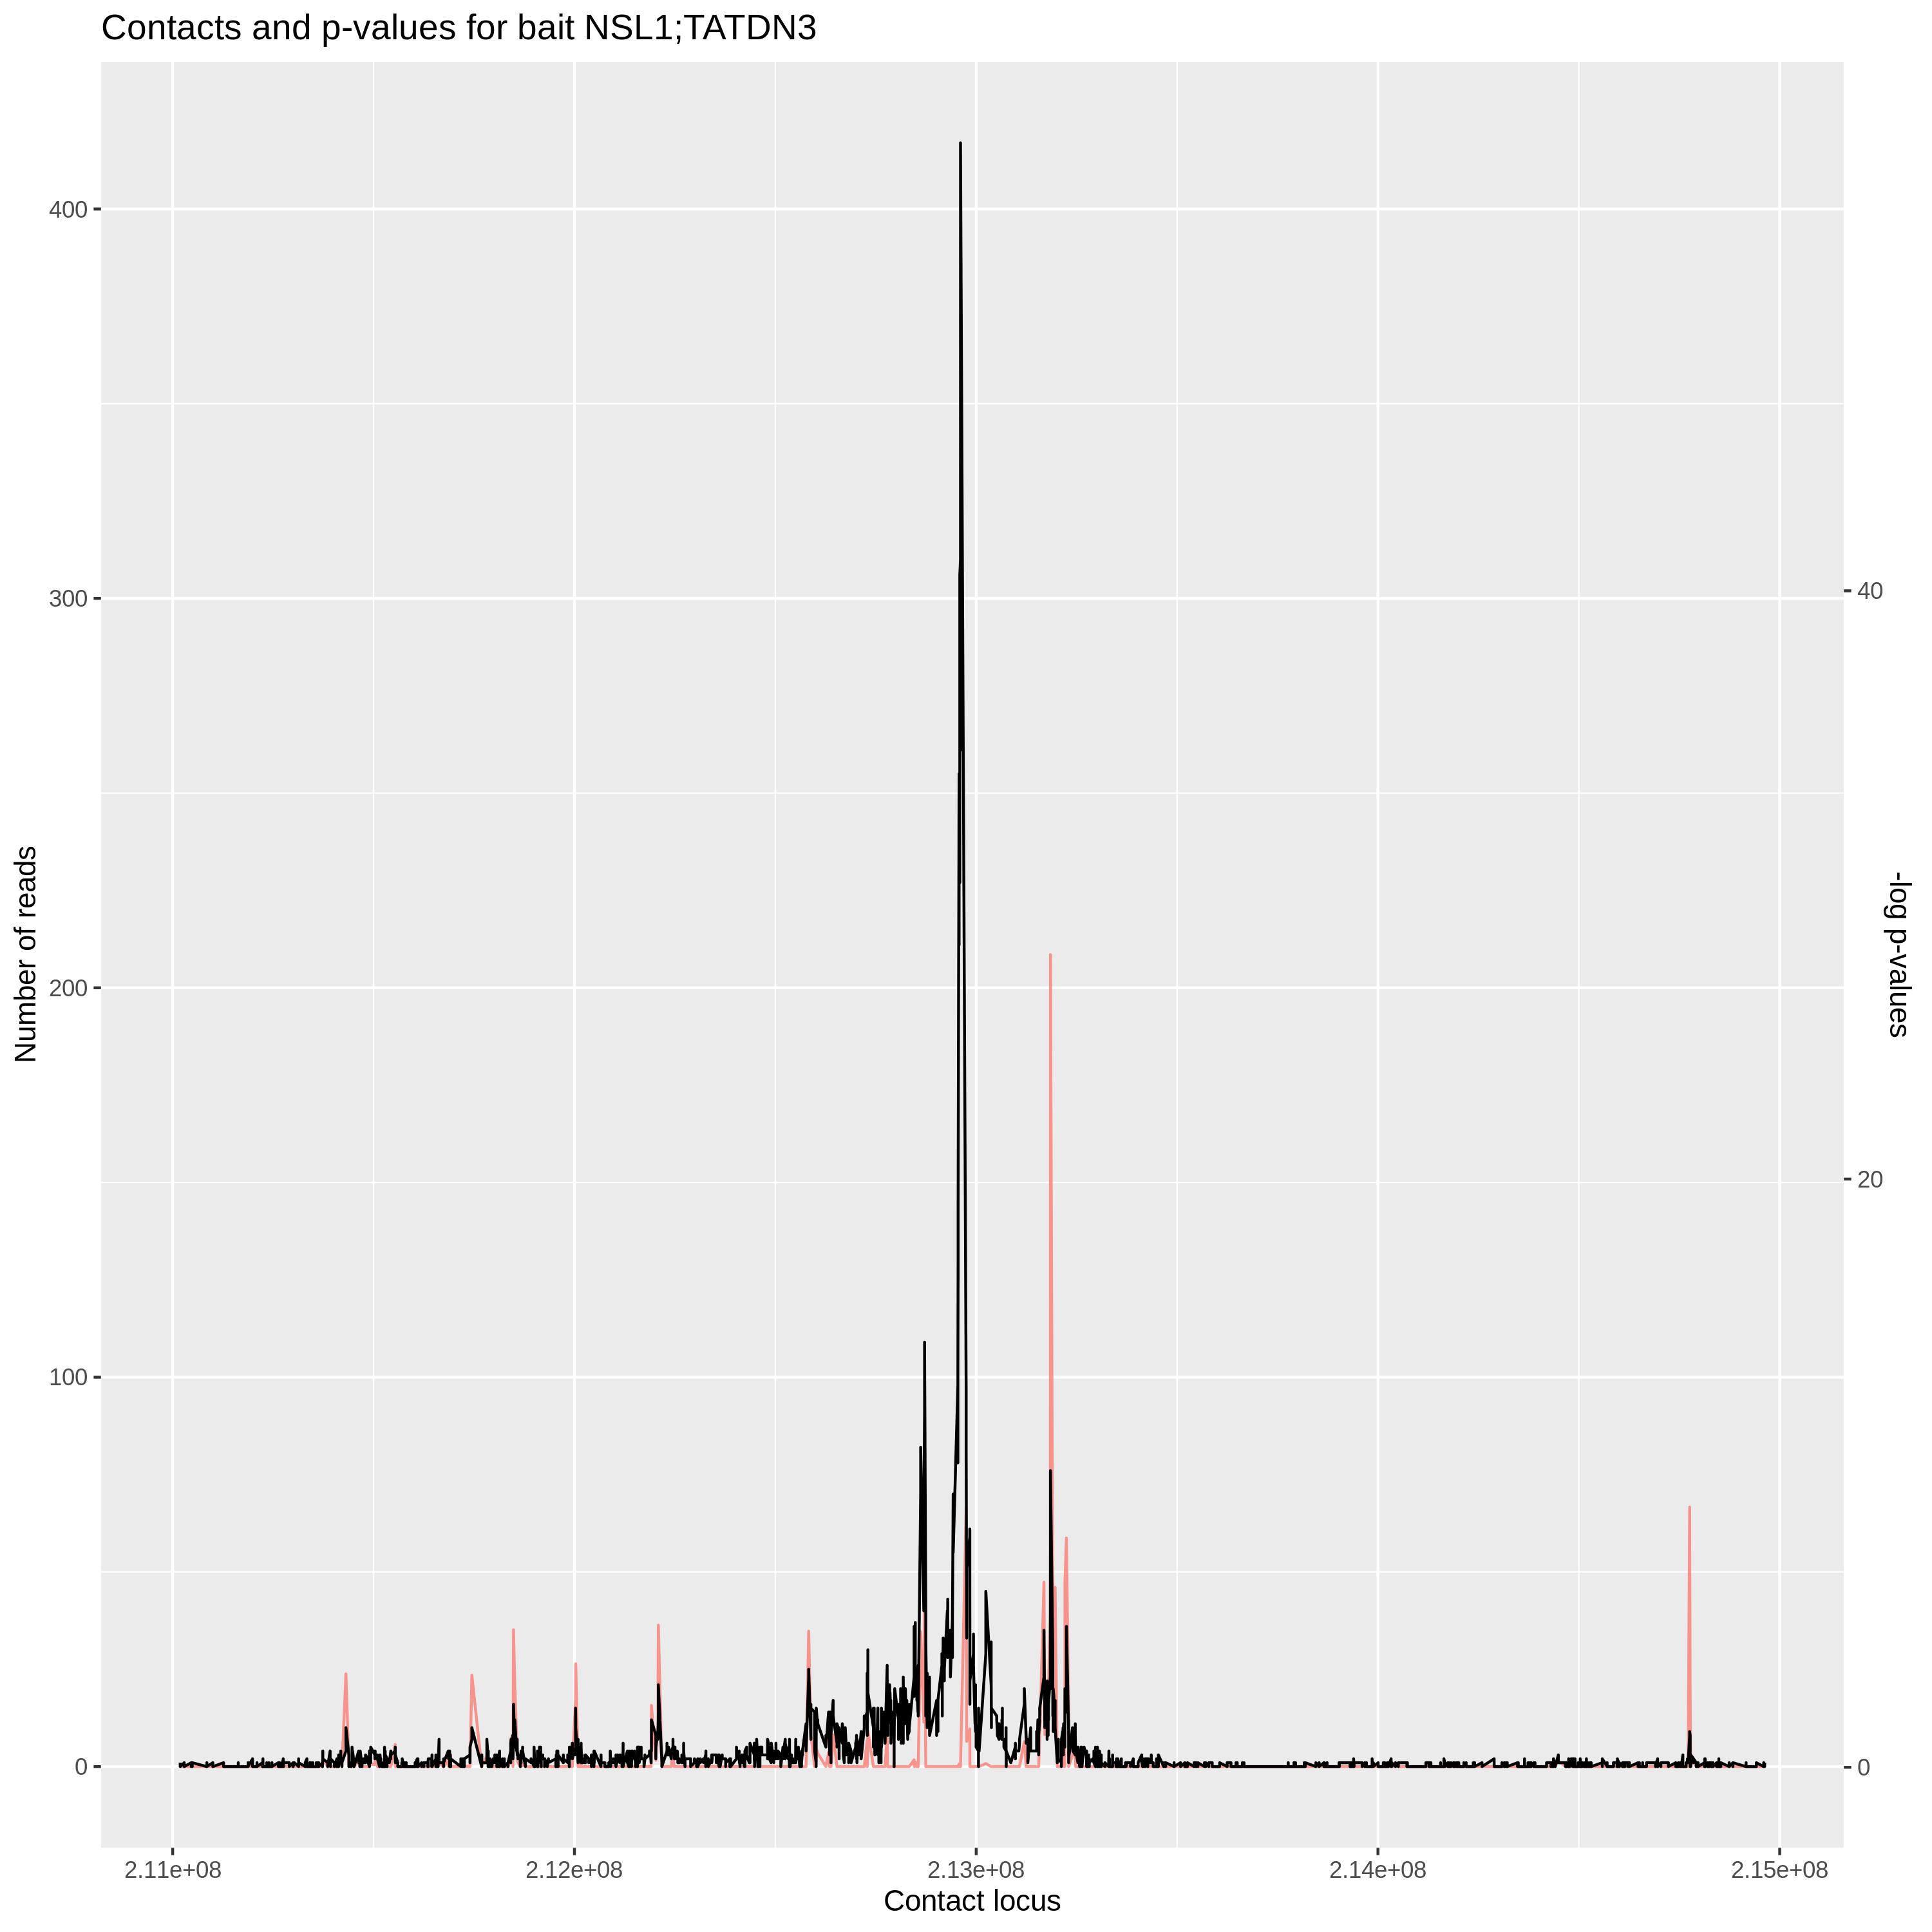 Contacts and p-values for bait NSL1;TATDN3
400
300
200
100
0
Number of reads
40
20
0
-log p-values
2.11e+08 2.12e+08 2.13e+08 2.14e+08 2.15e+08
Contact locus